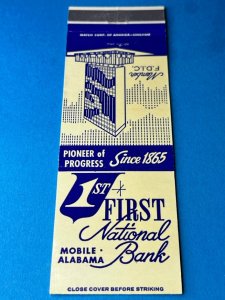 MATCH CORP. OF AMERICA-CHICAGO
Member
F.D.I.C.
PIONEER of
PROGRESS
Since 1865
1ST
FIRST
National
Bank
MOBILE •
ALABAMA
CLOSE COVER BEFORE STRIKING